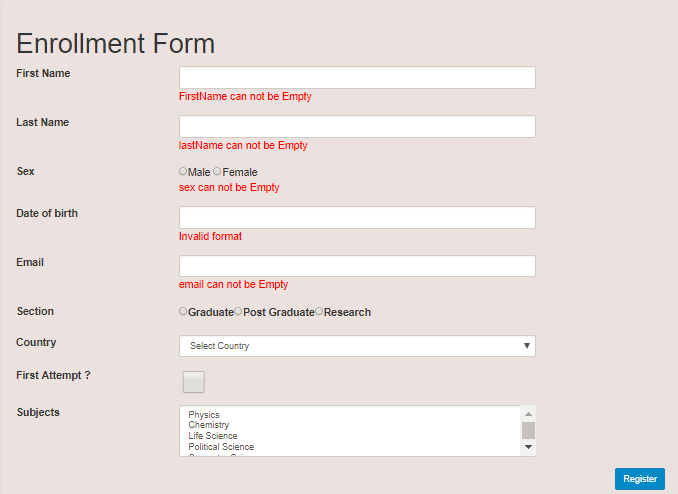 Enrollment Form
First Name
FirstName can not be Empty
Last Name
lastName can not be Empty
Sex Male Female
sex can not be Empty
Date of birth
Invalid format
Email
email can not be Empty
Section Graduate Post Graduate Research
Country Select Country
First Attempt ?
Subjects
Physics
Chemistry
Life Science
Political Science
Register